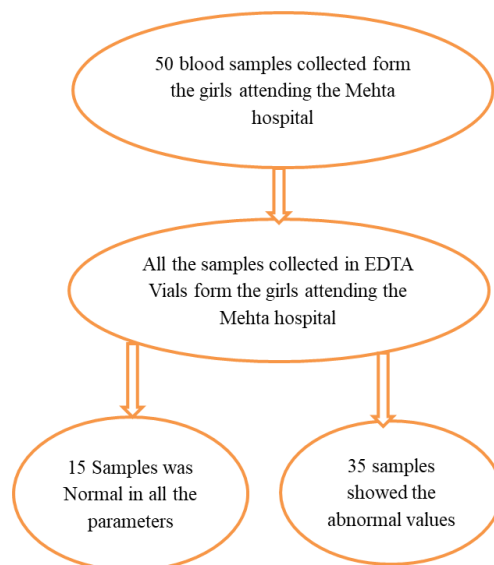 50 blood samples collected form
the girls attending the Mehta
hospital
All the samples collected in EDTA
Vials form the girls attending the
Mehta hospital
15 Samples was
Normal in all the
parameters
35 samples
showed the
abnormal values